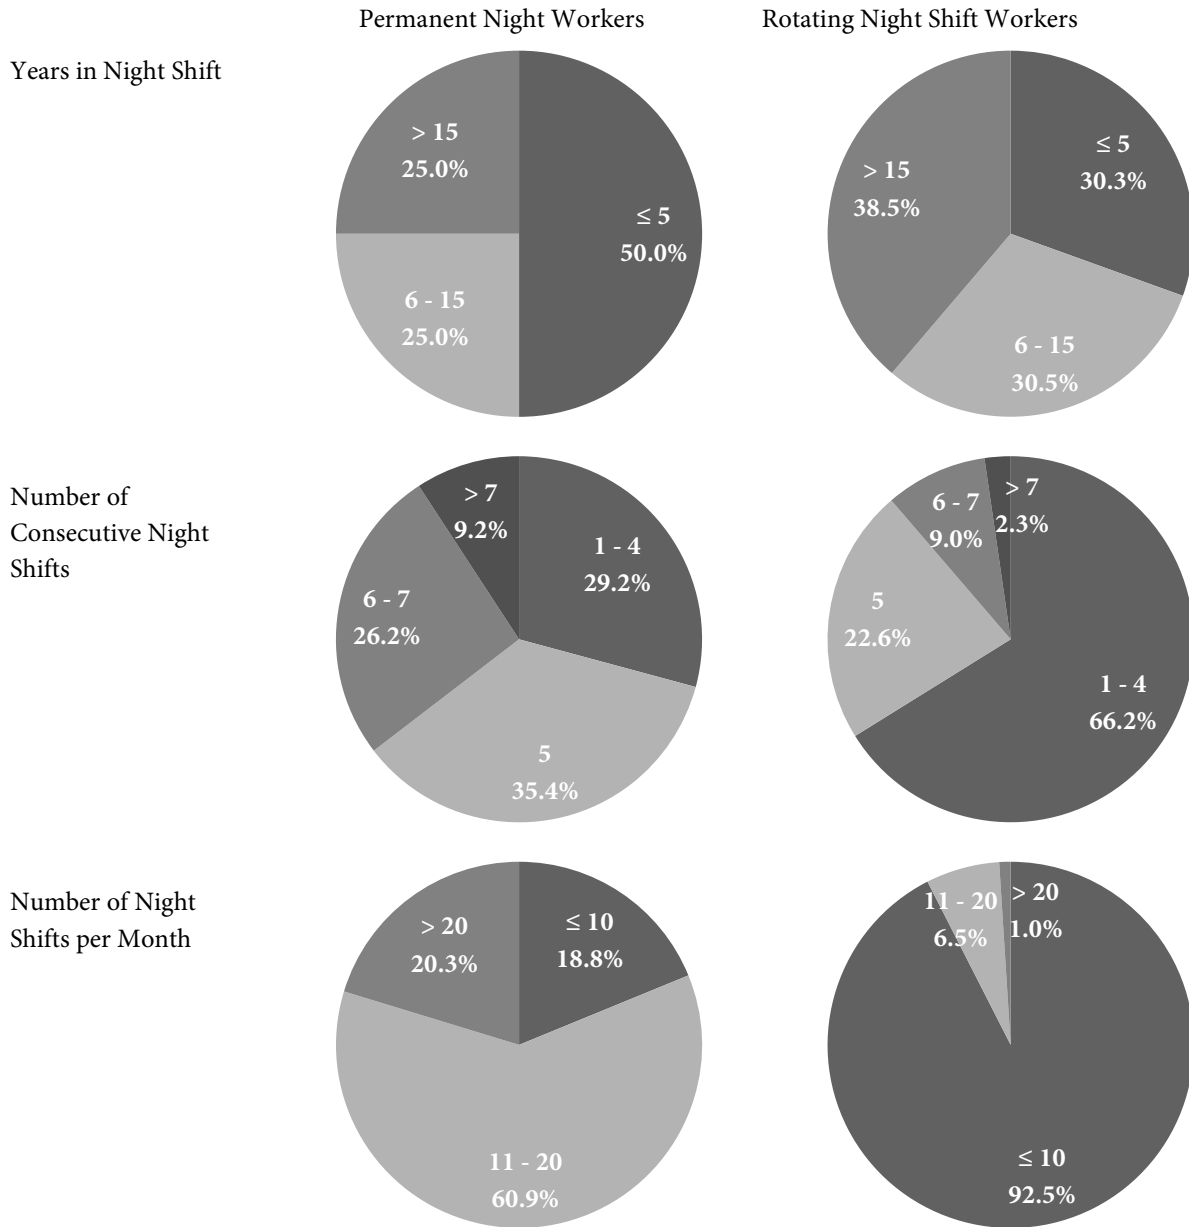 Permanent Night Workers
Rotating Night Shift Workers
Years in Night Shift
> 15
25.0%
≤ 5
50.0%
6 - 15
25.0%
> 15
38.5%
≤ 5
30.3%
6 - 15
30.5%
Number of
Consecutive Night
Shifts
> 7
9.2%
1 - 4
29.2%
6 - 7
26.2%
5
35.4%
6 - 7
9.0%
> 7
2.3%
5
22.6%
1 - 4
66.2%
Number of Night
Shifts per Month
> 20
20.3%
≤ 10
18.8%
11 - 20
60.9%
11 - 20
6.5%
> 20
1.0%
≤ 10
92.5%